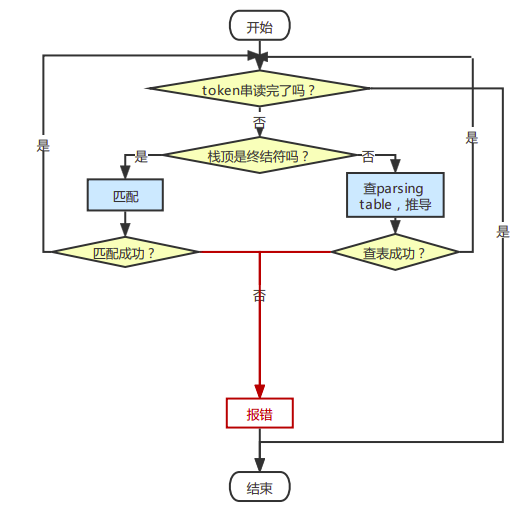 开始
token串读完了吗？
否
是
栈顶是终结符吗？
否
是
是
匹配
查parsing
table，推导
匹配成功？
查表成功？
是
否
报错
结束